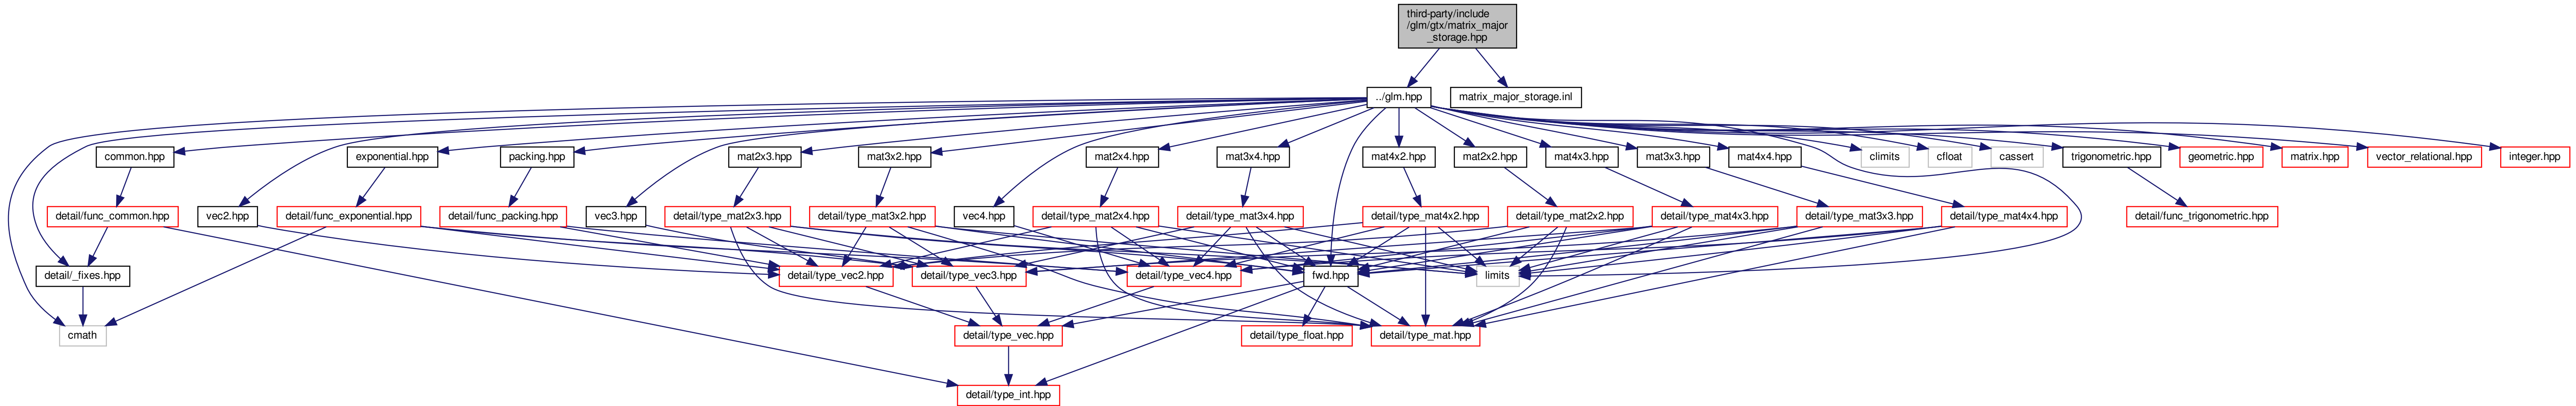 third-party/include
/glm/gtx/matrix_major
_storage.hpp
../glm.hpp
matrix_major_storage.inl
common.hpp
exponential.hpp
packing.hpp
mat2x3.hpp
mat3x2.hpp
mat2x4.hpp
mat3x4.hpp
mat4x2.hpp
mat2x2.hpp
mat4x3.hpp
mat3x3.hpp
mat4x4.hpp
climits
cfloat
cassert
trigonometric.hpp
geometric.hpp
matrix.hpp
vector_relational.hpp
integer.hpp
detail/func_common.hpp
vec2.hpp
detail/func_exponential.hpp
detail/func_packing.hpp
vec3.hpp
detail/type_mat2x3.hpp
detail/type_mat3x2.hpp
vec4.hpp
detail/type_mat2x4.hpp
detail/type_mat3x4.hpp
detail/type_mat4x2.hpp
detail/type_mat2x2.hpp
detail/type_mat4x3.hpp
detail/type_mat3x3.hpp
detail/type_mat4x4.hpp
detail/func_trigonometric.hpp
detail/_fixes.hpp
detail/type_vec2.hpp
detail/type_vec3.hpp
detail/type_vec4.hpp
fwd.hpp
limits
cmath
detail/type_vec.hpp
detail/type_float.hpp
detail/type_mat.hpp
detail/type_int.hpp